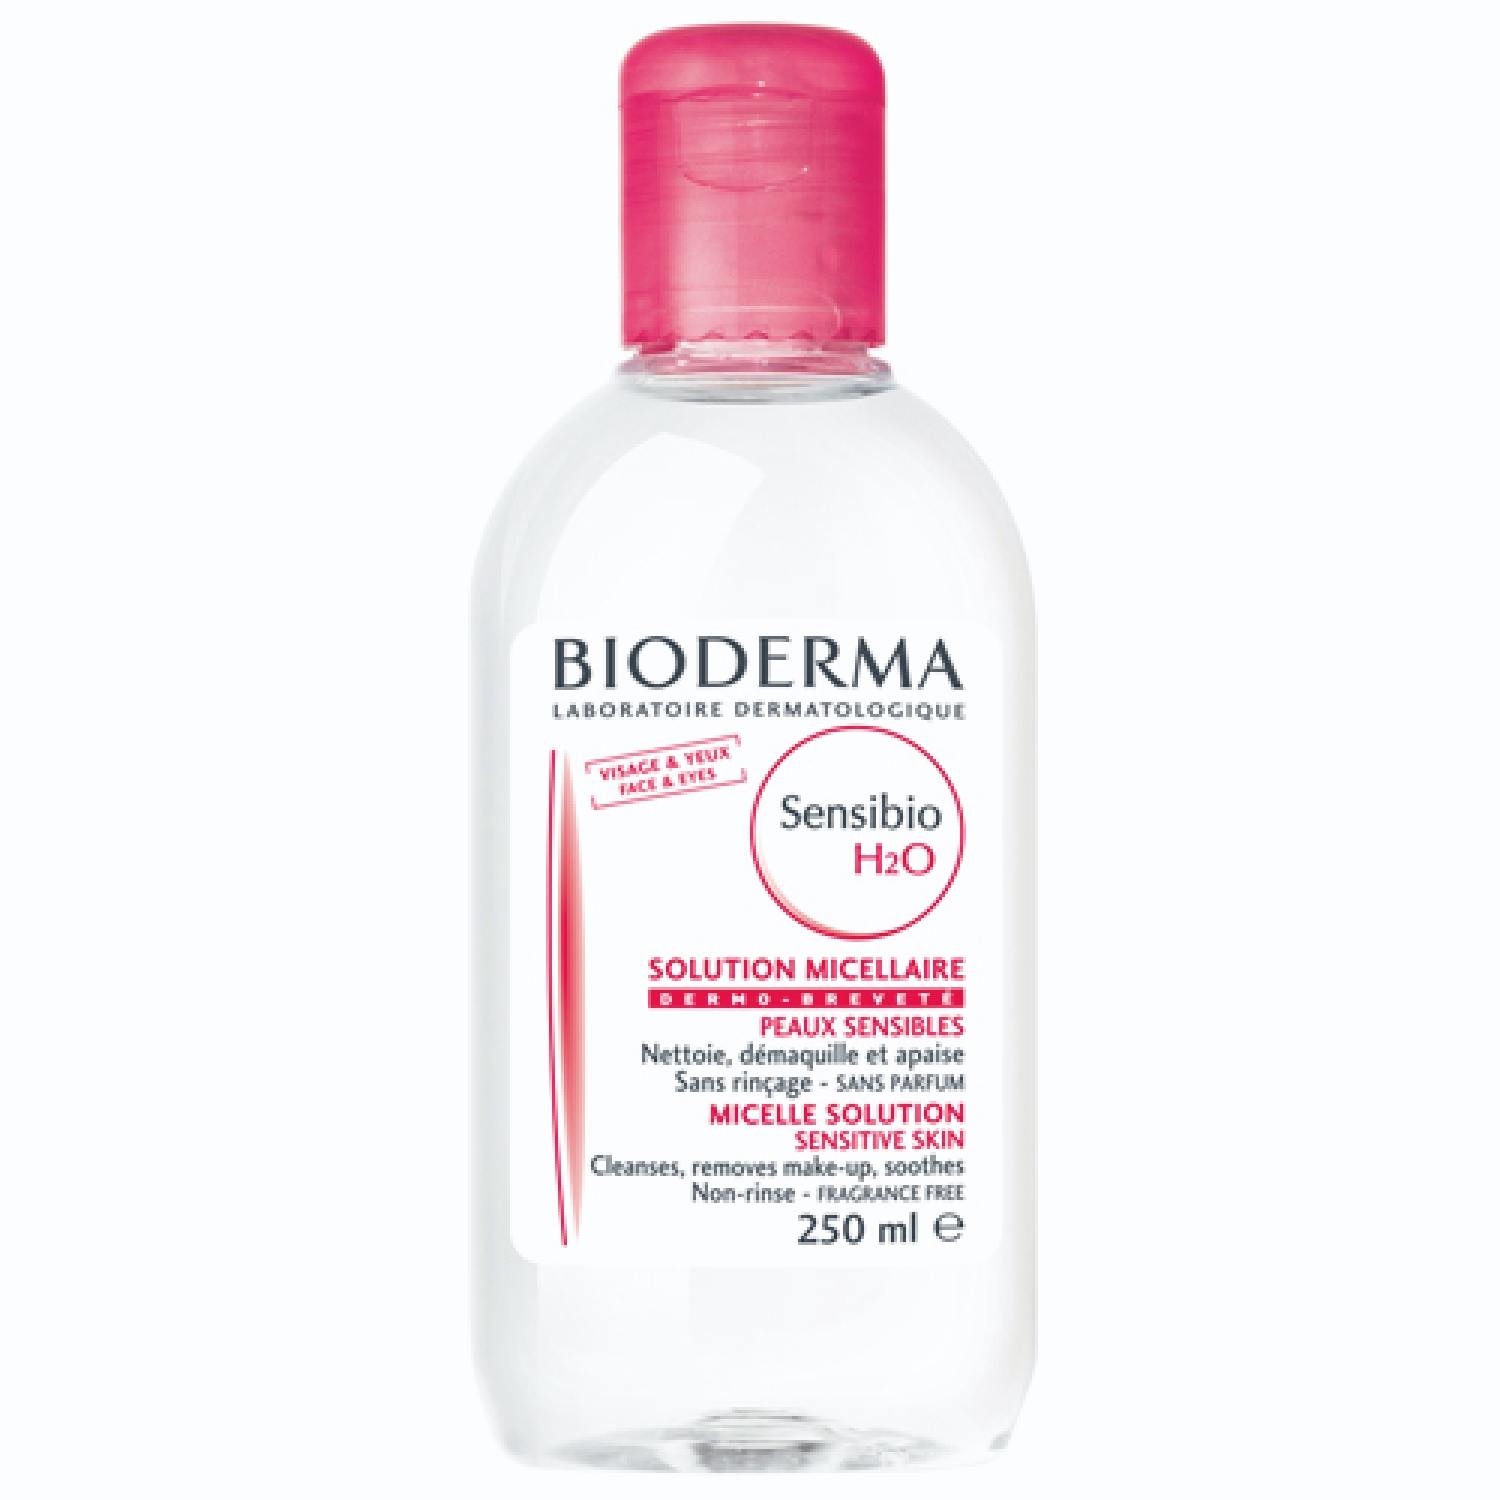 BIODERMA
LABORATOIRE DERMATOLOGIQUE
VISAGE & YEUX
FACE & EYES
Sensibio
H2O
SOLUTION MICELLAIRE
DERMO-BREVETÉ
PEAUX SENSIBLES
Nettoie, démaquille et apaise
Sans rinçage - SANS PARFUM
MICELLE SOLUTION
SENSITIVE SKIN
Cleanses, removes make-up, soothes
Non-rinse - FRAGRANCE FREE
250 ml ℮